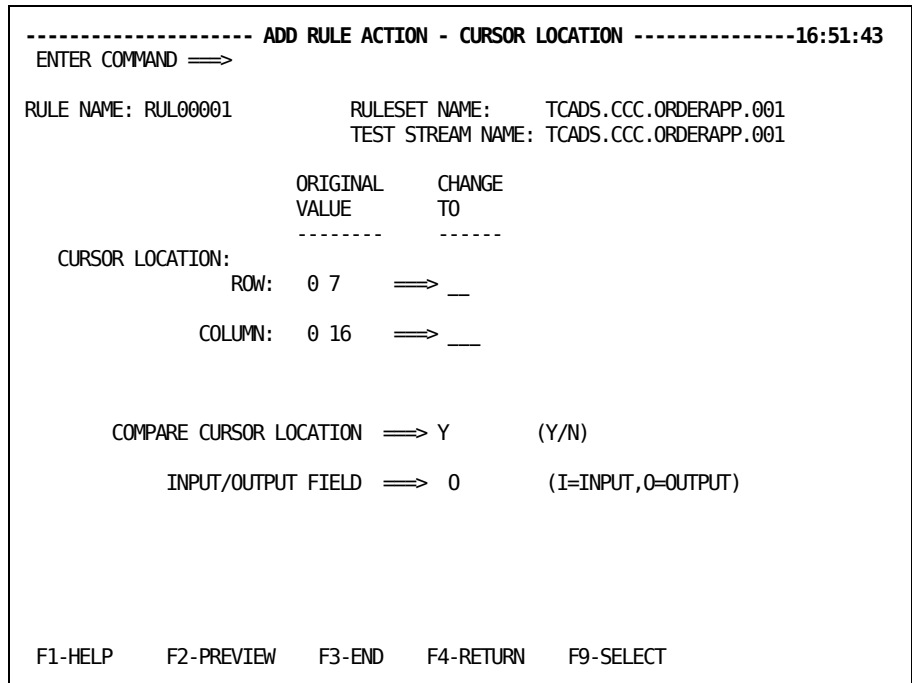 --------------------- ADD RULE ACTION - CURSOR LOCATION ---------------16:51:43
ENTER COMMAND ===>
RULE NAME: RUL00001 RULESET NAME: TCADS.CCC.ORDERAPP.001
TEST STREAM NAME: TCADS.CCC.ORDERAPP.001
ORIGINAL CHANGE
VALUE TO
-------- ------
CURSOR LOCATION:
ROW: 0 7 ===> __
COLUMN: 0 16 ===> ___
COMPARE CURSOR LOCATION ===> Y (Y/N)
INPUT/OUTPUT FIELD ===> O (I=INPUT,O=OUTPUT)
F1-HELP F2-PREVIEW F3-END F4-RETURN F9-SELECT